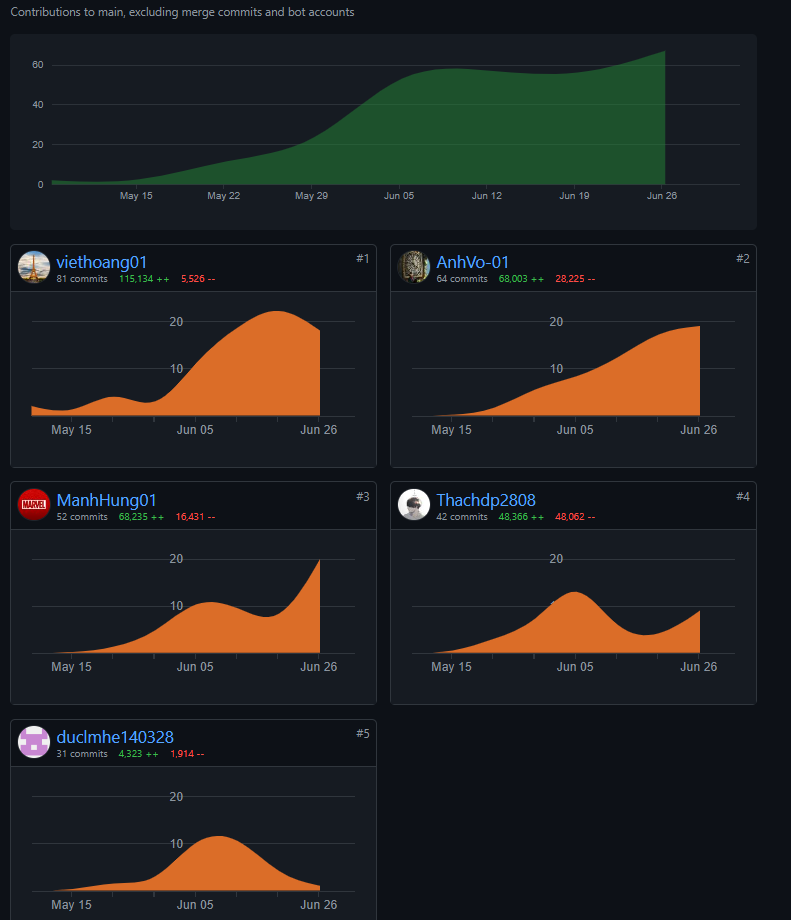 Contributions to main, excluding merge commits and bot accounts
60
40
20
0
May 15 May 22 May 29 Jun 05 Jun 12 Jun 19 Jun 26
viethoang01 #1
81 commits 115,134 ++ 5,526 --
20
10
May 15 Jun 05 Jun 26
AnhVo-01 #2
64 commits 68,003 ++ 28,225 --
20
10
May 15 Jun 05 Jun 26
MARVEL
ManhHung01 #3
52 commits 68,235 ++ 16,431 --
20
10
May 15 Jun 05 Jun 26
Thachdp2808 #4
42 commits 48,366 ++ 48,062 --
20
10
May 15 Jun 05 Jun 26
duclmhe140328 #5
31 commits 4,323 ++ 1,914 --
20
10
May 15 Jun 05 Jun 26